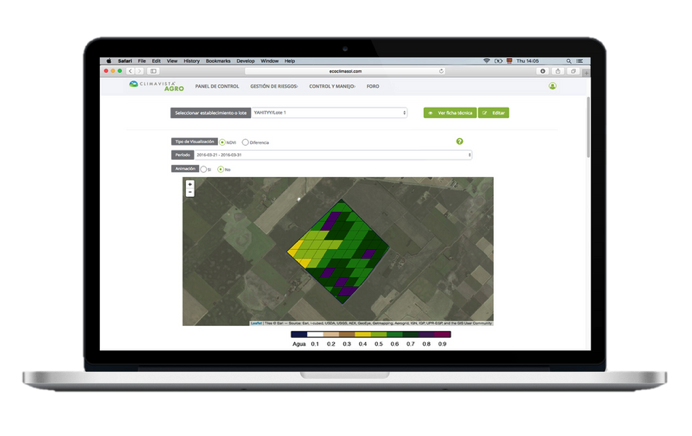 Safari File Edit View History Bookmarks Develop Window Help Thu 14:05
ecoclimasol.com
CLIMAVISTA AGRO PANEL DE CONTROL GESTIÓN DE RIESGOS: CONTROL Y MANEJO: FORO
Seleccionar establecimiento o lote Lote 1 Ver ficha técnica Editar
Tipo de Visualización NDVI Diferencia ?
Periodo 2016-03-21 - 2016-03-31
Animación Si No
+
-
Leaflet | Tiles © Esri — Source: Esri, USDA, USGS, AEX, GeoEye, Getmapping, Aerogrid, IGN, IGP, UPR-EGP, and the GIS User Community
Agua 0.1 0.2 0.3 0.4 0.5 0.6 0.7 0.8 0.9